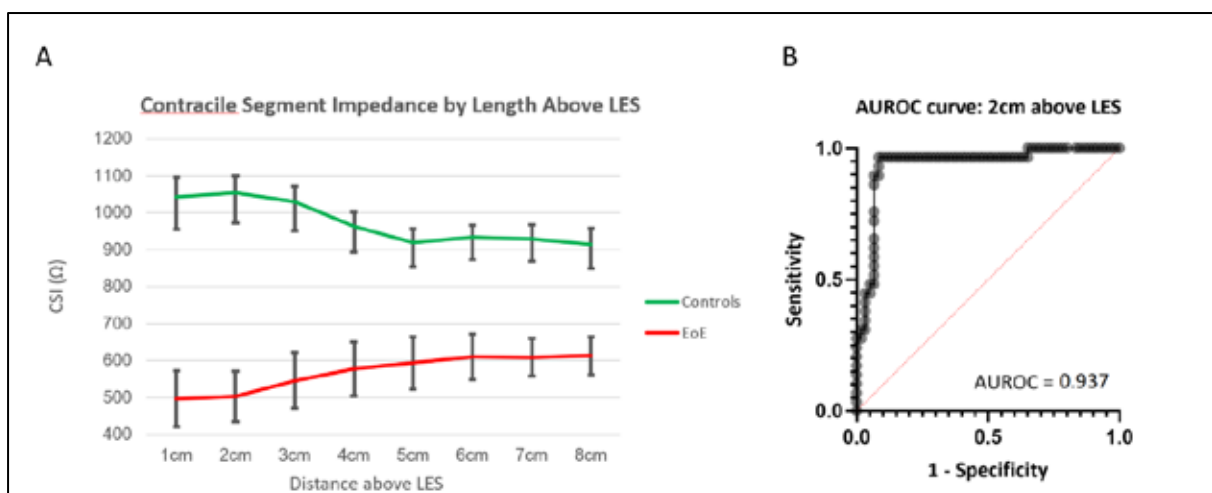 A
Contracile Segment Impedance by Length Above LES
1200
1100
1000
900
800
700
600
500
400
CSI (Ω)
1cm 2cm 3cm 4cm 5cm 6cm 7cm 8cm
Distance above LES
Controls
EoE
B
AUROC curve: 2cm above LES
1.0
0.5
0.0
Sensitivity
AUROC = 0.937
0.0 0.5 1.0
1 - Specificity